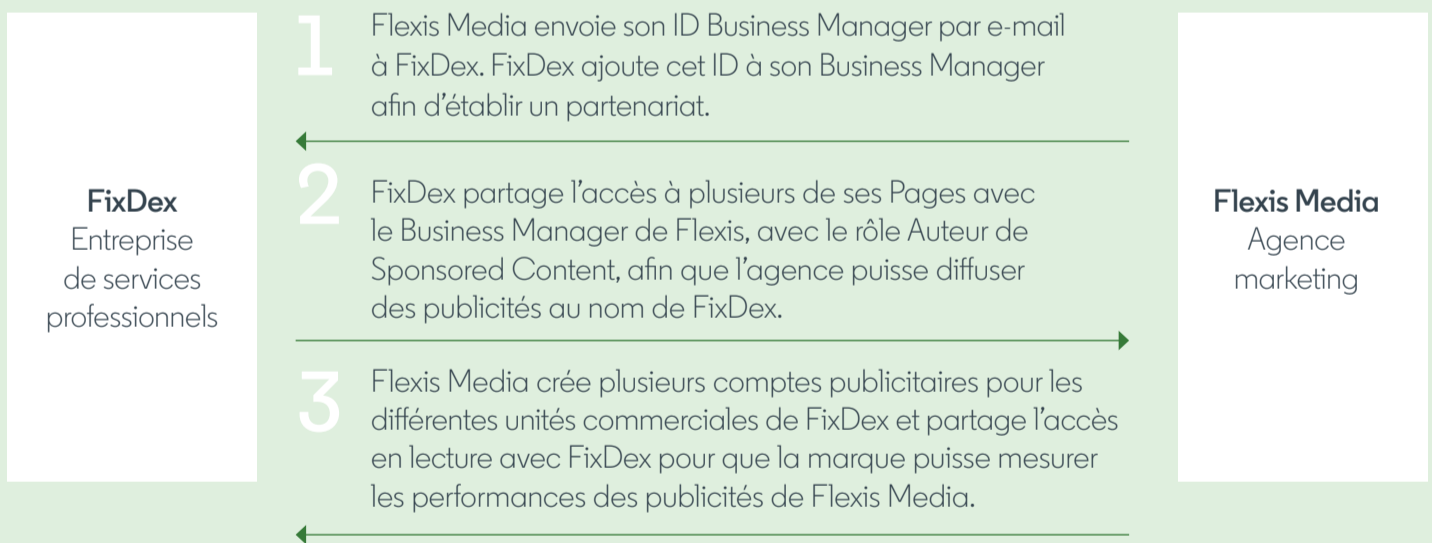 FixDex
Entreprise
de services
professionnels
1
Flexis Media envoie son ID Business Manager par e-mail
à FixDex. FixDex ajoute cet ID à son Business Manager
afin d’établir un partenariat.
2
FixDex partage l’accès à plusieurs de ses Pages avec
le Business Manager de Flexis, avec le rôle Auteur de
Sponsored Content, afin que l’agence puisse diffuser
des publicités au nom de FixDex.
3
Flexis Media crée plusieurs comptes publicitaires pour les
différentes unités commerciales de FixDex et partage l’accès
en lecture avec FixDex pour que la marque puisse mesurer
les performances des publicités de Flexis Media.
Flexis Media
Agence
marketing